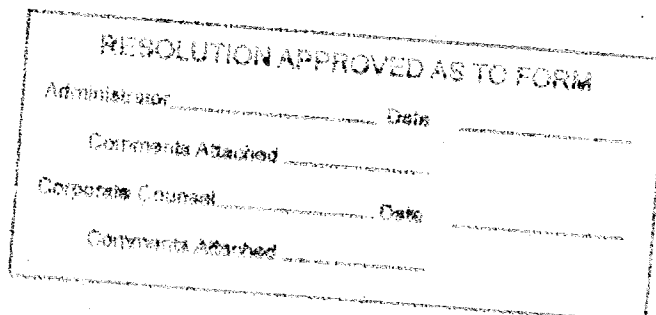 RESOLUTION APPROVED AS TO FORM
Administrator Date
Comments Attached
Corporate Counsel Date
Comments Attached